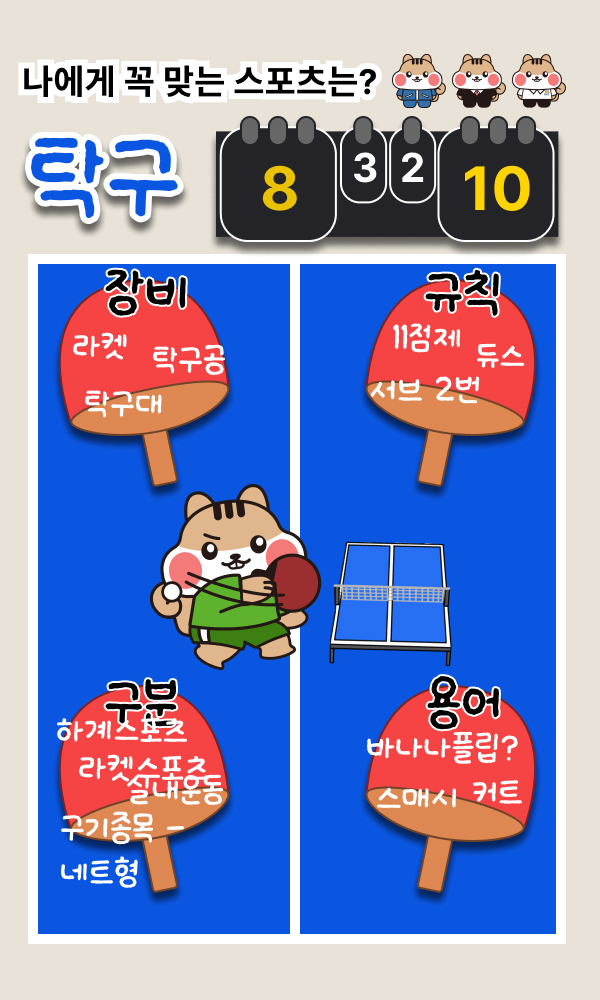 나에게 꼭 맞는 스포츠는?
탁구
8
3
2
10
장비
라켓
탁구공
탁구대
규칙
11점제
듀스
서브 2번
구분
하계스포츠
라켓스포츠
실내운동
구기종목 -
네트형
용어
바나나플립?
스매시
커트